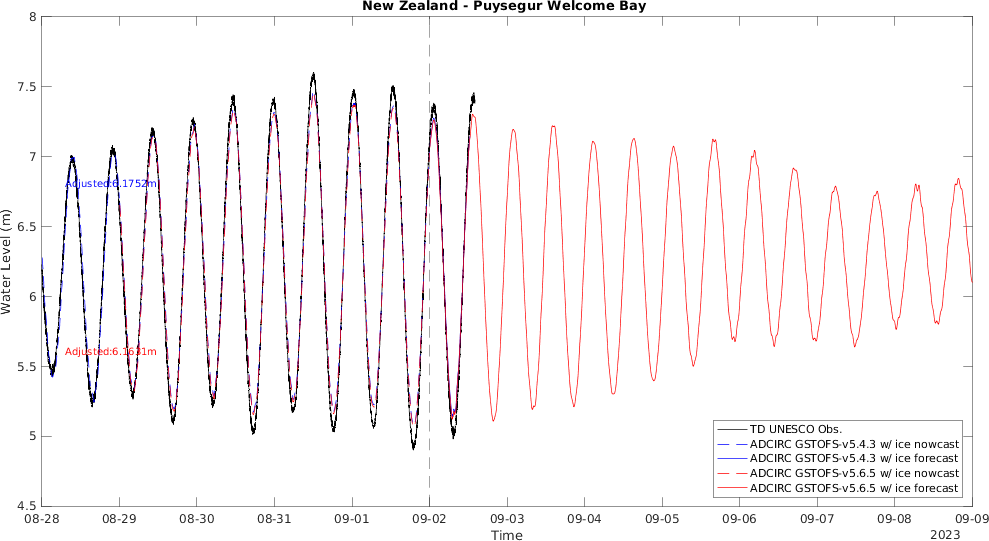 New Zealand - Puysegur Welcome Bay
8
7.5
7
6.5
6
5.5
5
4.5
Water Level (m)
Adjusted:6.1752m
Adjusted:6.1631m
TD UNESCO Obs.
ADCIRC GSTOFS-v5.4.3 w/ ice nowcast
ADCIRC GSTOFS-v5.4.3 w/ ice forecast
ADCIRC GSTOFS-v5.6.5 w/ ice nowcast
ADCIRC GSTOFS-v5.6.5 w/ ice forecast
08-28 08-29 08-30 08-31 09-01 09-02 09-03 09-04 09-05 09-06 09-07 09-08 09-09
Time
2023